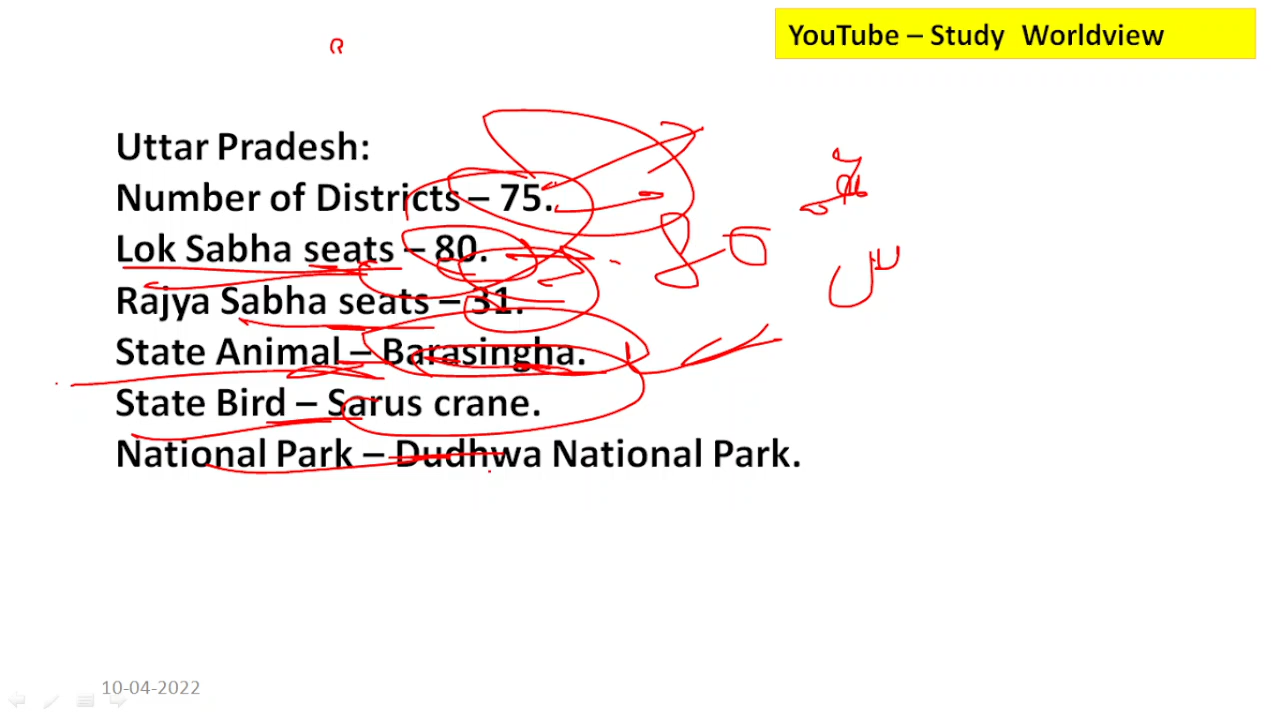 YouTube – Study Worldview
Uttar Pradesh:
Number of Districts – 75.
Lok Sabha seats – 80.
Rajya Sabha seats – 31.
State Animal – Barasingha.
State Bird – Sarus crane.
National Park – Dudhwa National Park.
10-04-2022